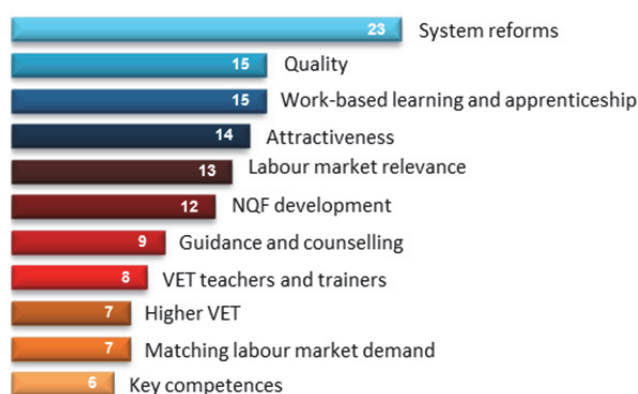 23 System reforms
15 Quality
15 Work-based learning and apprenticeship
14 Attractiveness
13 Labour market relevance
12 NQF development
9 Guidance and counselling
8 VET teachers and trainers
7 Higher VET
7 Matching labour market demand
6 Key competences